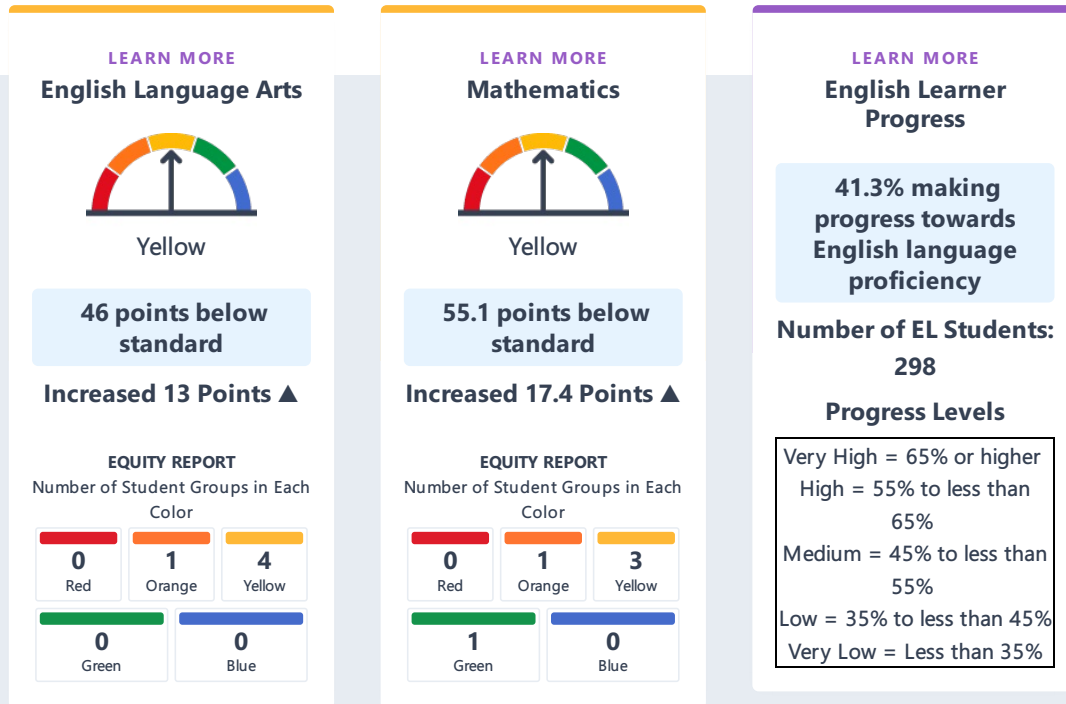 LEARN MORE
English Language Arts
Yellow
46 points below
standard
Increased 13 Points ▲
EQUITY REPORT
Number of Student Groups in Each
Color
0
Red
1
Orange
4
Yellow
0
Green
0
Blue
LEARN MORE
Mathematics
Yellow
55.1 points below
standard
Increased 17.4 Points ▲
EQUITY REPORT
Number of Student Groups in Each
Color
0
Red
1
Orange
3
Yellow
1
Green
0
Blue
LEARN MORE
English Learner
Progress
41.3% making
progress towards
English language
proficiency
Number of EL Students:
298
Progress Levels
Very High = 65% or higher
High = 55% to less than
65%
Medium = 45% to less than
55%
Low = 35% to less than 45%
Very Low = Less than 35%